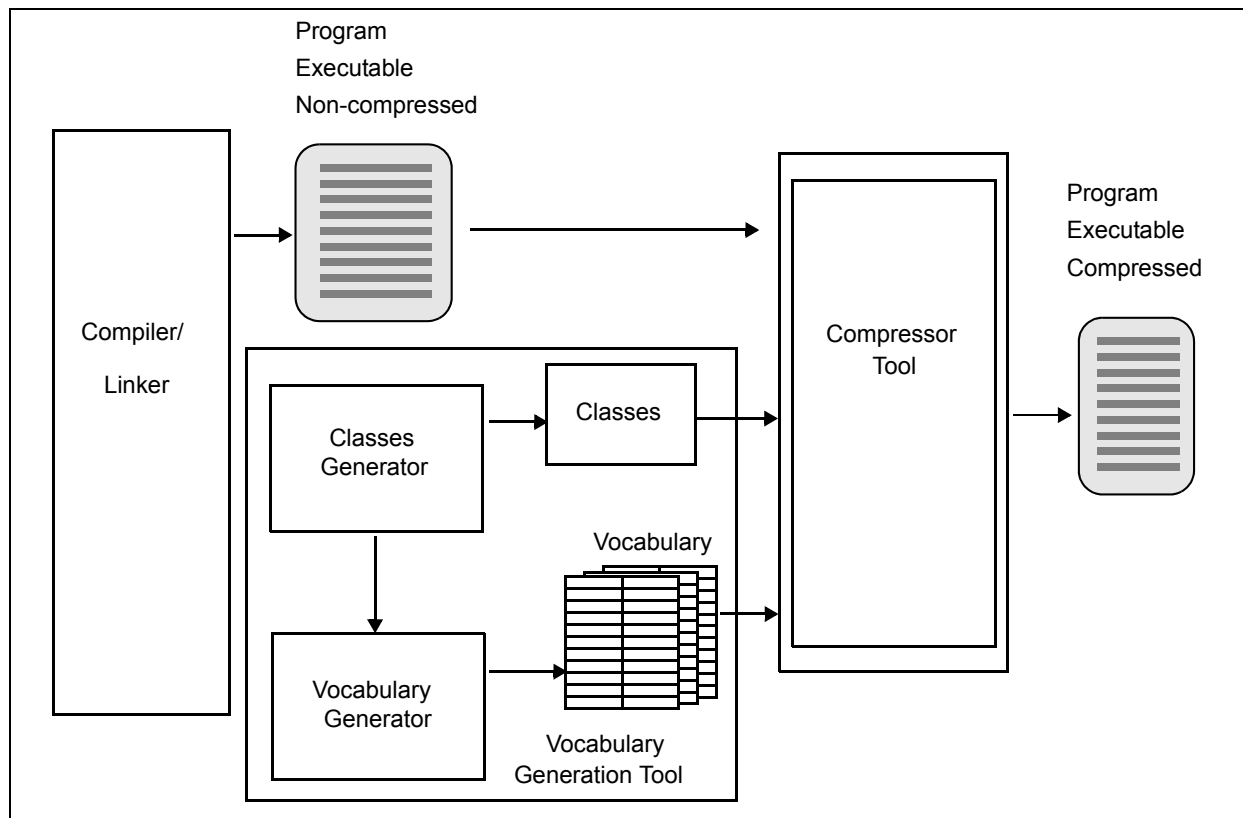 Program
Executable
Non-compressed
Program
Executable
Compressed
Compiler/
Linker
Compressor
Tool
Classes
Classes
Generator
Vocabulary
Vocabulary
Generator
Vocabulary
Generation Tool